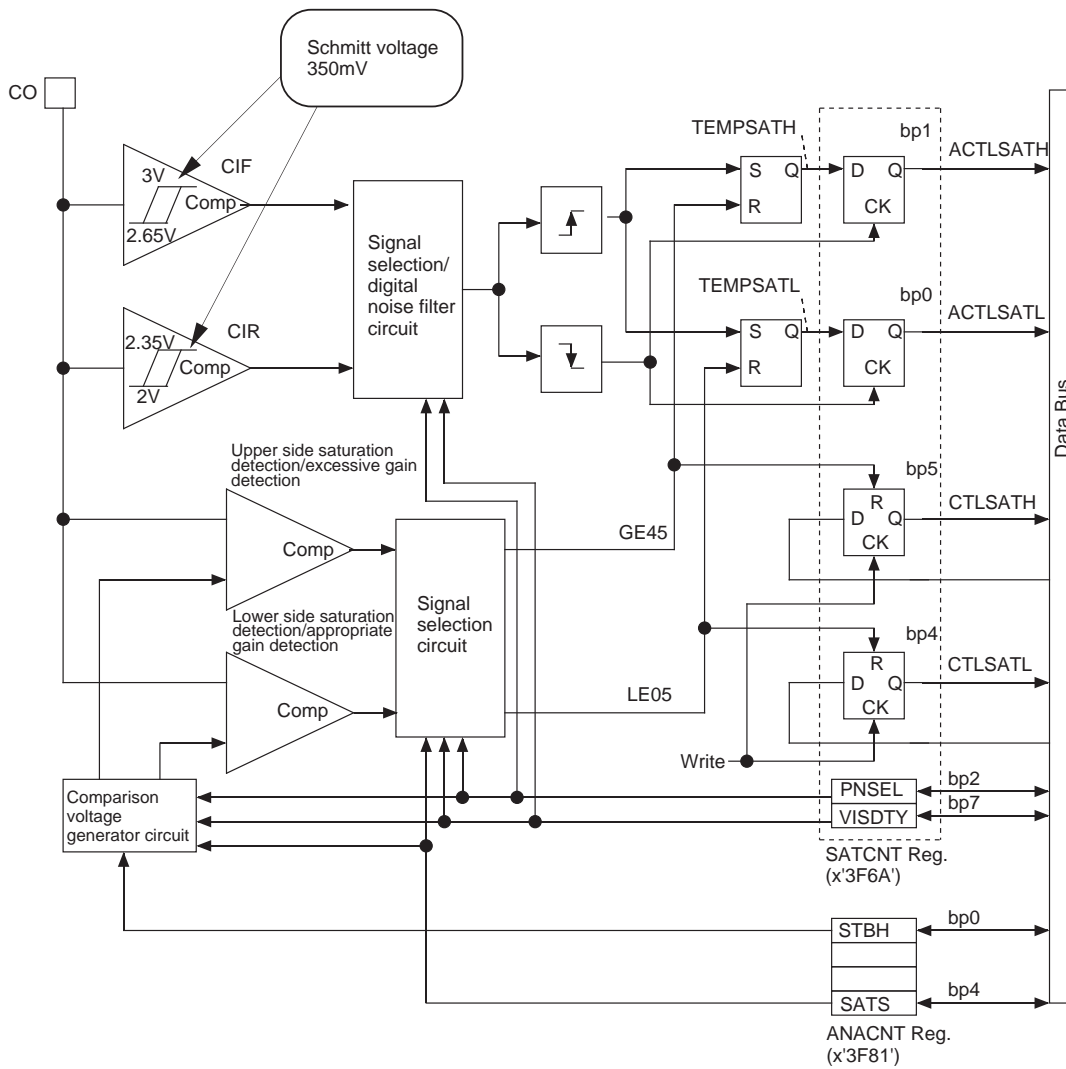 Schmitt voltage
350mV
CO
3V
CIF
Comp
2.65V
2.35V
CIR
Comp
2V
Signal
selection/
digital
noise filter
circuit
TEMPSATH
S Q
R
bp1
D Q
CK
ACTLSATH
TEMPSATL
S Q
R
bp0
D Q
CK
ACTLSATL
Data Bus
Upper side saturation
detection/excessive gain
detection
Comp
Lower side saturation
detection/appropriate
gain detection
Comp
Signal
selection
circuit
GE45
LE05
bp5
R
D Q
CK
CTLSATH
bp4
R
D Q
CK
CTLSATL
Write
Comparison
voltage
generator circuit
PNSEL
bp2
VISDTY
bp7
SATCNT Reg.
(x'3F6A')
STBH
bp0
SATS
bp4
ANACNT Reg.
(x'3F81')